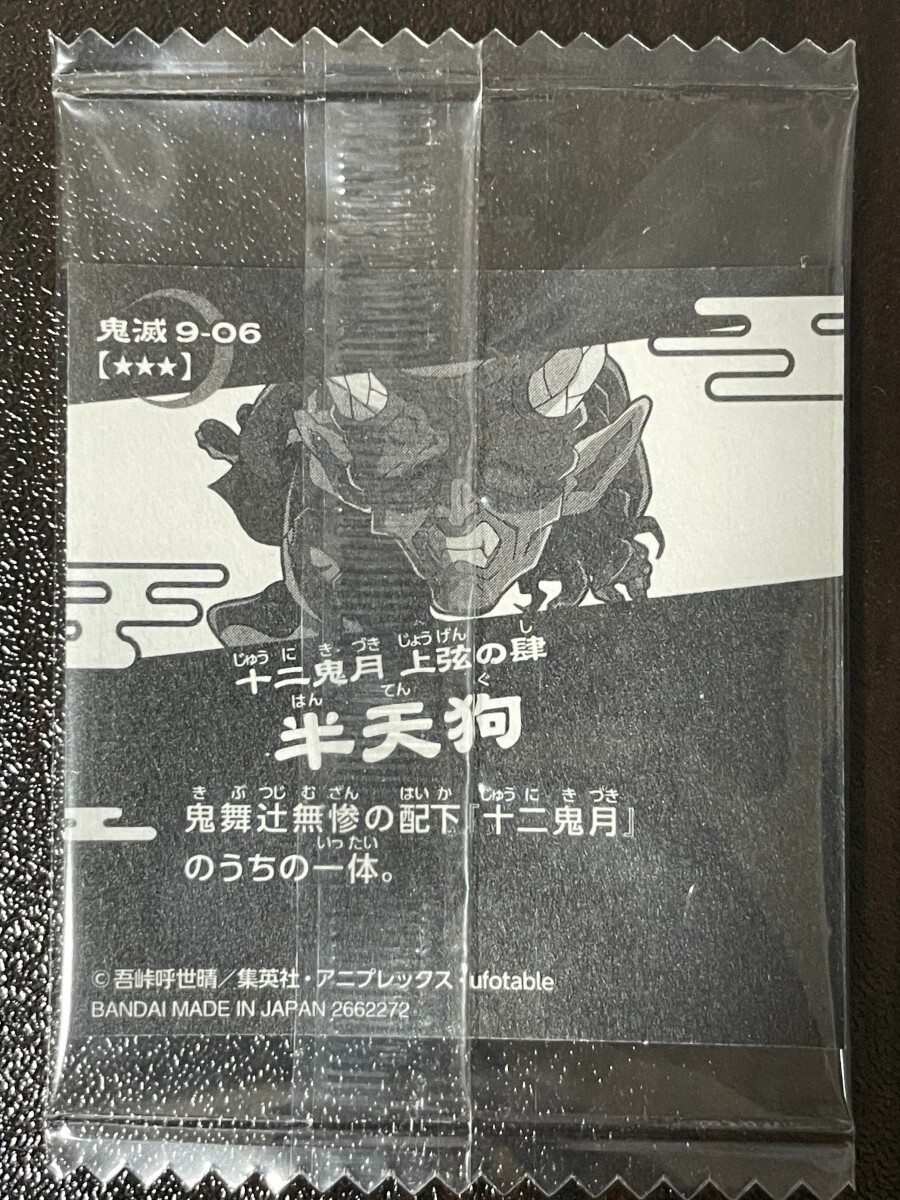 鬼滅 9-06
【★★★】
じゅう に き づき じょう げん し
十二鬼月 上弦の肆
はん てん ぐ
半天狗
き ぶ つじ む ざん はい か じゅう に き づき
鬼舞辻無惨の配下『十二鬼月』
いっ たい
のうちの一体。
© 吾峠呼世晴／集英社・アニプレックス・ufotable
BANDAI MADE IN JAPAN 2662272